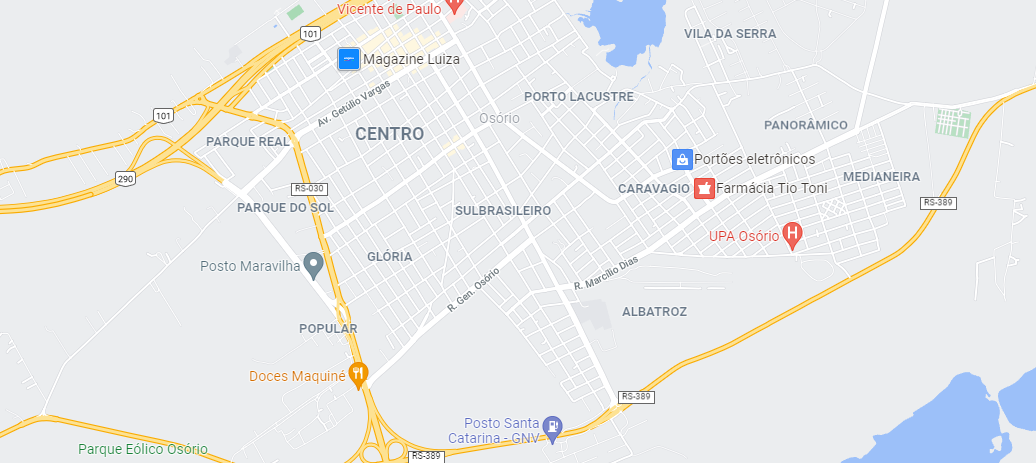 Vicente de Paulo
101
VILA DA SERRA
Magazine Luiza
Av. Getúlio Vargas
PORTO LACUSTRE
101
Osório
CENTRO
PANORÂMICO
PARQUE REAL
Portões eletrônicos
290
MEDIANEIRA
RS-030
CARAVAGIO
Farmácia Tio Toni
RS-389
PARQUE DO SOL
SULBRASILEIRO
UPA Osório
H
GLÓRIA
Posto Maravilha
R. Marcílio Dias
R. Gen. Osório
ALBATROZ
POPULAR
Doces Maquiné
RS-389
Posto Santa
Catarina - GNV
Parque Eólico Osório
RS-389